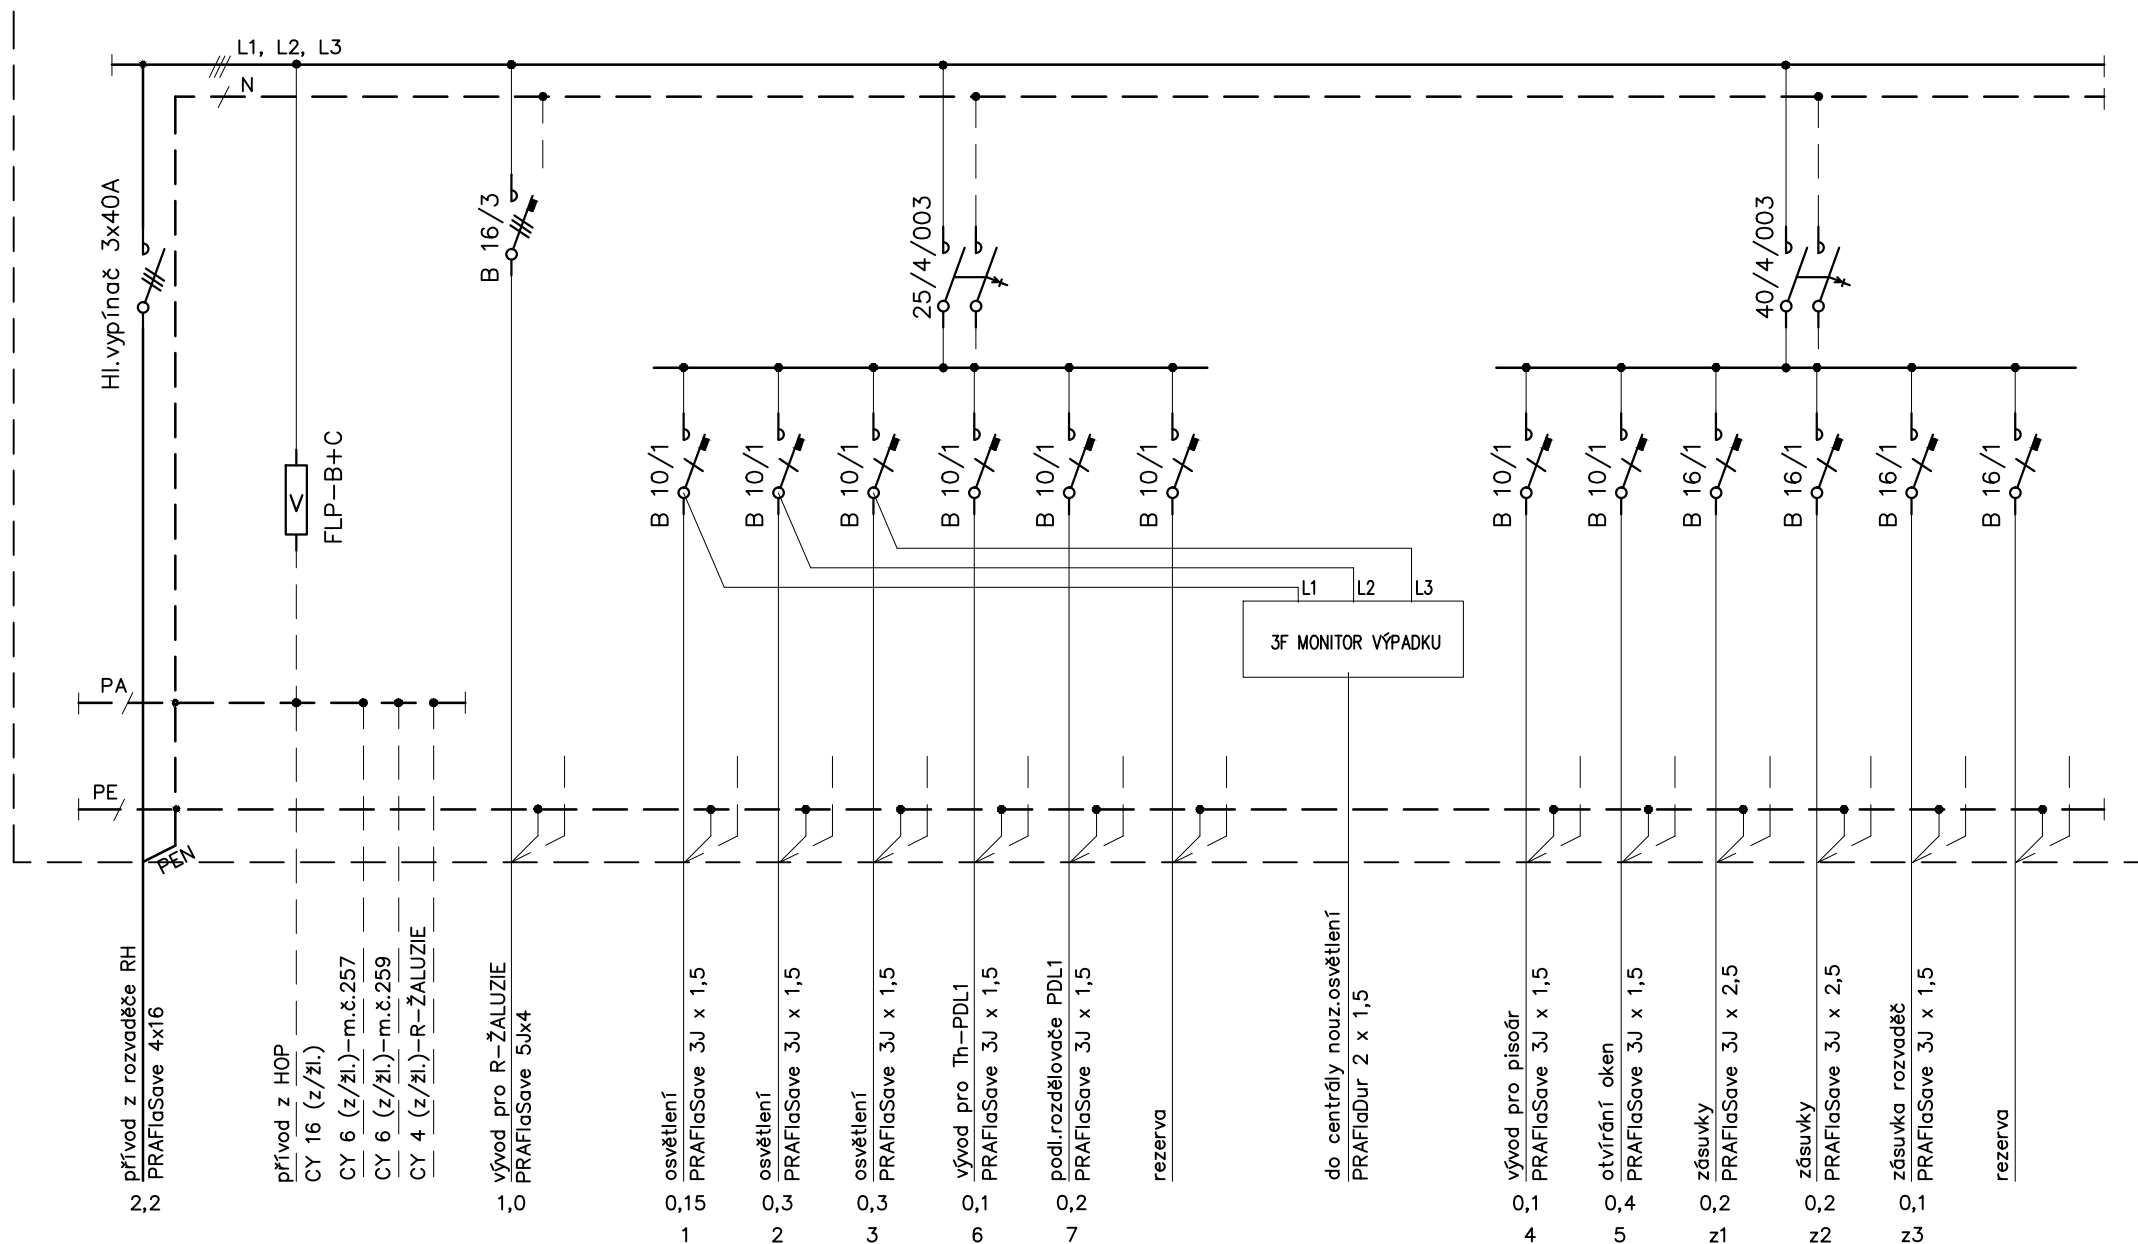 L1, L2, L3
N
Hl.vypínač 3x40A
FLP-B+C
B 16/3
25/4/003
40/4/003
B 10/1
B 10/1
B 10/1
B 10/1
B 10/1
B 10/1
B 10/1
B 10/1
B 16/1
B 16/1
B 16/1
B 16/1
L1
L2
L3
3F MONITOR VÝPADKU
PA
PE
PEN
přívod z rozvaděče RH
PRAFlaSave 4x16
2,2
přívod z HOP
CY 16 (z/žl.)
CY 6 (z/žl.)-m.č.257
CY 6 (z/žl.)-m.č.259
CY 4 (z/žl.)-R-ŽALUZIE
vývod pro R-ŽALUZIE
PRAFlaSave 5Jx4
1,0
osvětlení
PRAFlaSave 3J x 1,5
0,15
1
osvětlení
PRAFlaSave 3J x 1,5
0,3
2
osvětlení
PRAFlaSave 3J x 1,5
0,3
3
vývod pro Th-PDL1
PRAFlaSave 3J x 1,5
0,1
6
podl.rozdělovače PDL1
PRAFlaSave 3J x 1,5
0,2
7
rezerva
do centrály nouz.osvětlení
PRAFlaDur 2 x 1,5
vývod pro pisoár
PRAFlaSave 3J x 1,5
0,1
4
otvírání oken
PRAFlaSave 3J x 1,5
0,4
5
zásuvky
PRAFlaSave 3J x 2,5
0,2
z1
zásuvky
PRAFlaSave 3J x 2,5
0,2
z2
zásuvka rozvaděč
PRAFlaSave 3J x 1,5
0,1
z3
rezerva